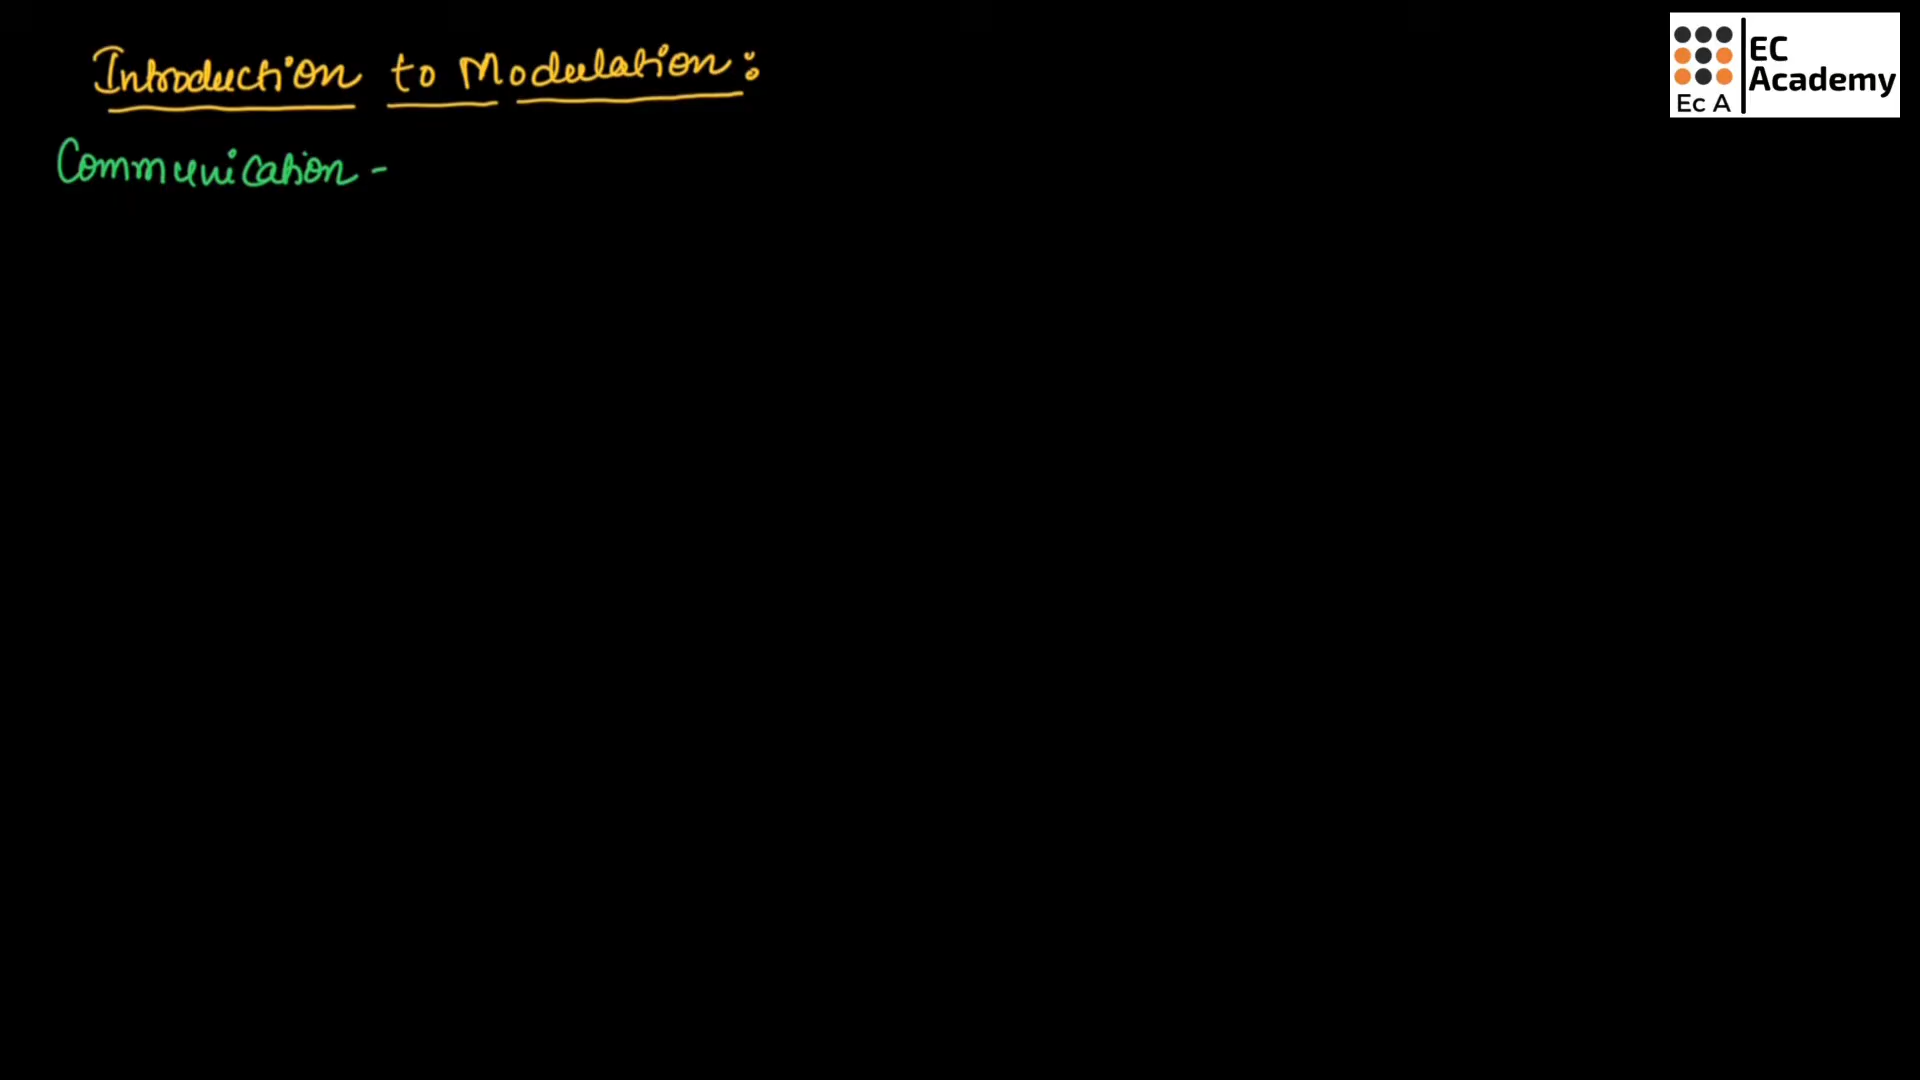 Introduction to Modulation:
EC
Academy
Ec A
Communication -